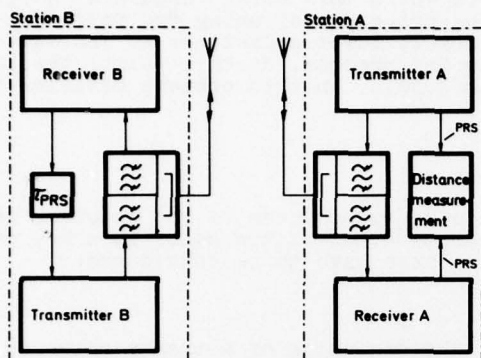 Station B
Station A
Receiver B
Transmitter A
PRS
τPRS
Distance
measure-
ment
PRS
Transmitter B
Receiver A